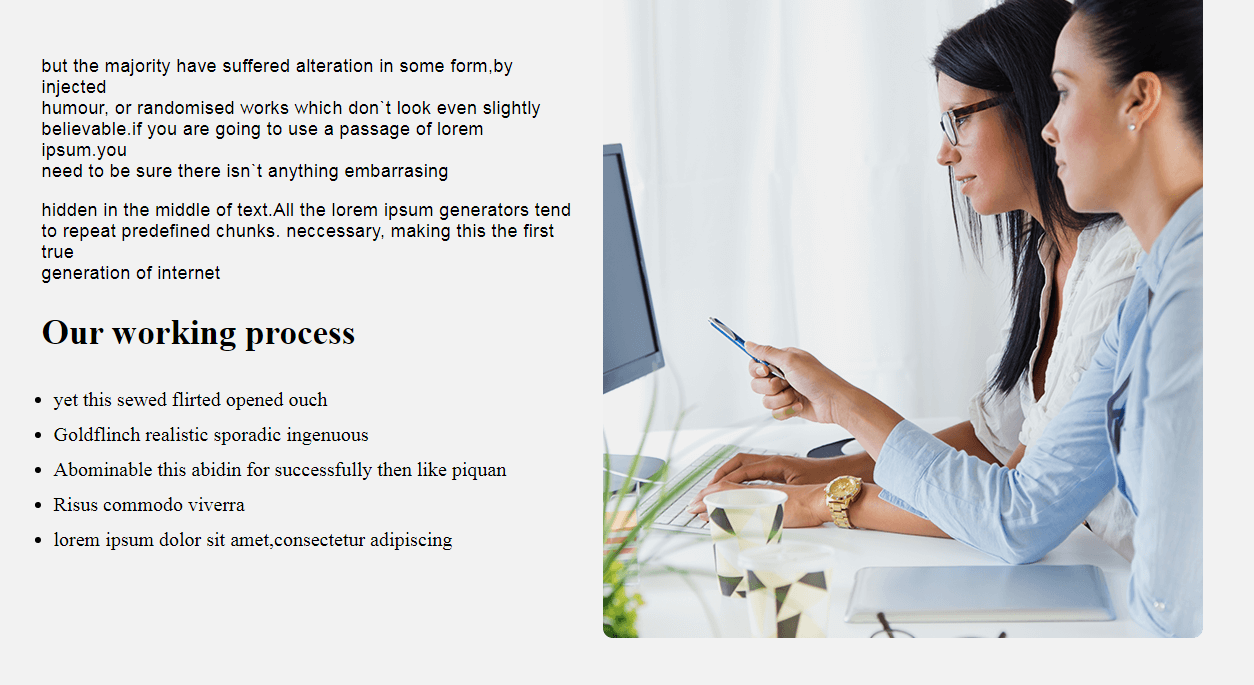 but the majority have suffered alteration in some form,by
injected
humour, or randomised works which don`t look even slightly
believable.if you are going to use a passage of lorem
ipsum.you
need to be sure there isn`t anything embarrasing
hidden in the middle of text.All the lorem ipsum generators tend
to repeat predefined chunks. neccessary, making this the first
true
generation of internet
Our working process
yet this sewed flirted opened ouch
Goldflinch realistic sporadic ingenuous
Abominable this abidin for successfully then like piquan
Risus commodo viverra
lorem ipsum dolor sit amet,consectetur adipiscing